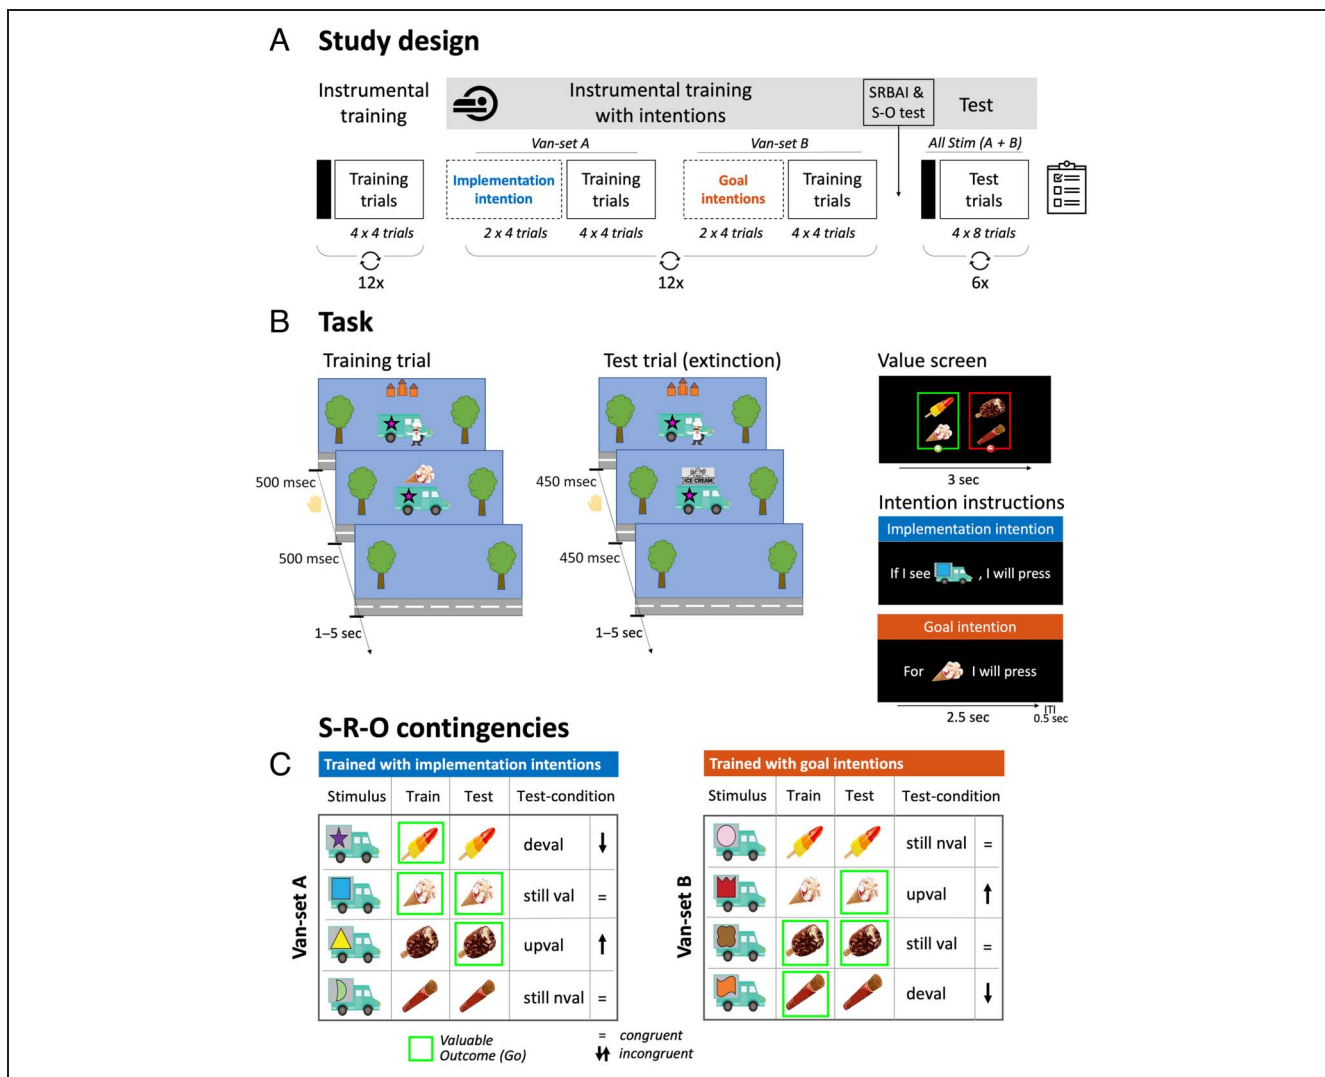 A Study design
Instrumental
training
Instrumental training
with intentions
SRBAI &
S-O test
Test
Van-set A
Van-set B
All Stim (A + B)
Training
trials
Implementation
intention
Training
trials
Goal
intentions
Training
trials
Test
trials
4 x 4 trials
2 x 4 trials
4 x 4 trials
2 x 4 trials
4 x 4 trials
4 x 8 trials
12x
12x
6x
B Task
Training trial
Test trial (extinction)
Value screen
500 msec
500 msec
1–5 sec
450 msec
ICE CREAM
450 msec
1–5 sec
3 sec
Intention instructions
Implementation intention
If I see , I will press
Goal intention
For I will press
2.5 sec
ITI
0.5 sec
S-R-O contingencies
C
Trained with implementation intentions
Stimulus Train Test Test-condition
Van-set A
deval ↓
still val =
upval ↑
still nval =
Trained with goal intentions
Stimulus Train Test Test-condition
Van-set B
still nval =
upval ↑
still val =
deval ↓
Valuable
Outcome (Go)
= congruent
↓↑ incongruent